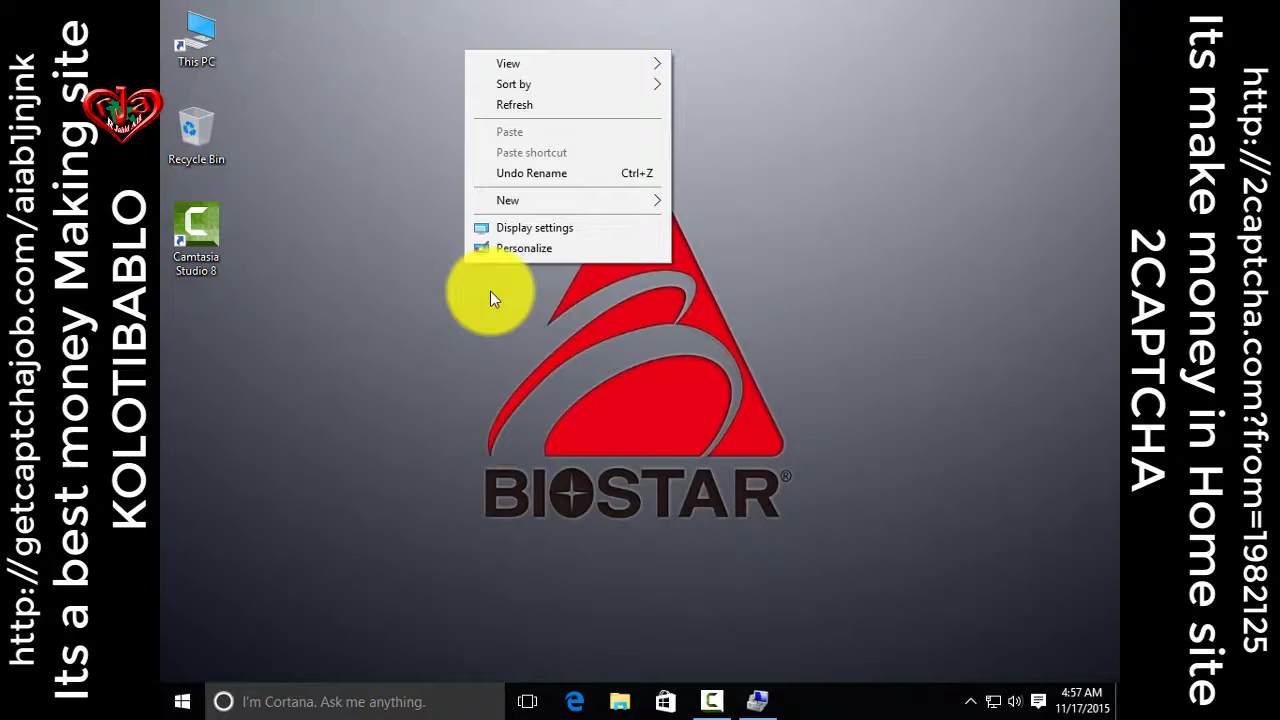 http://getcaptchajob.com/aiabljnjnk
Its a best money Making site
KOLOTIBABLO
This PC
Recycle Bin
Camtasia
Studio 8
View
Sort by
Refresh
Paste
Paste shortcut
Undo Rename Ctrl+Z
New
Display settings
Personalize
BIOSTAR®
I'm Cortana. Ask me anything.
4:57 AM
11/17/2015
2CAPTCHA
Its make money in Home site
http://2captcha.com?from=1982125